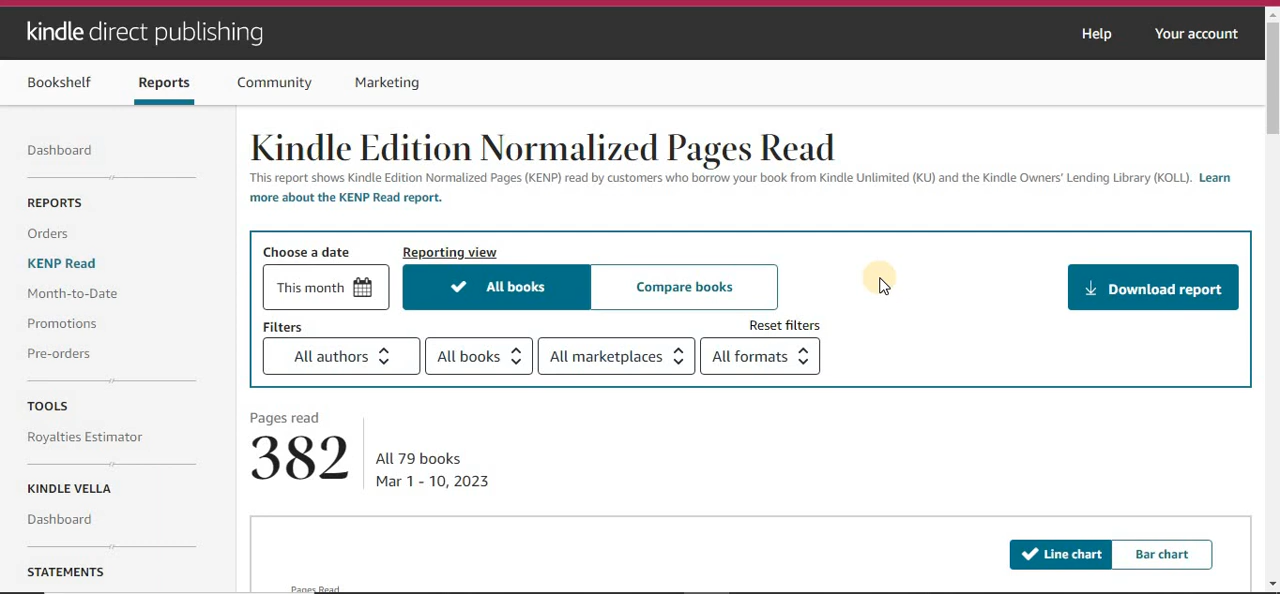 kindle direct publishing
Help
Your account
Bookshelf
Reports
Community
Marketing
Dashboard
REPORTS
Orders
KENP Read
Month-to-Date
Promotions
Pre-orders
TOOLS
Royalties Estimator
KINDLE VELLA
Dashboard
STATEMENTS
Kindle Edition Normalized Pages Read
This report shows Kindle Edition Normalized Pages (KENP) read by customers who borrow your book from Kindle Unlimited (KU) and the Kindle Owners' Lending Library (KOLL). Learn
more about the KENP Read report.
Choose a date
Reporting view
This month
All books
Compare books
Download report
Filters
Reset filters
All authors
All books
All marketplaces
All formats
Pages read
382
All 79 books
Mar 1 - 10, 2023
Line chart
Bar chart
Pages Read